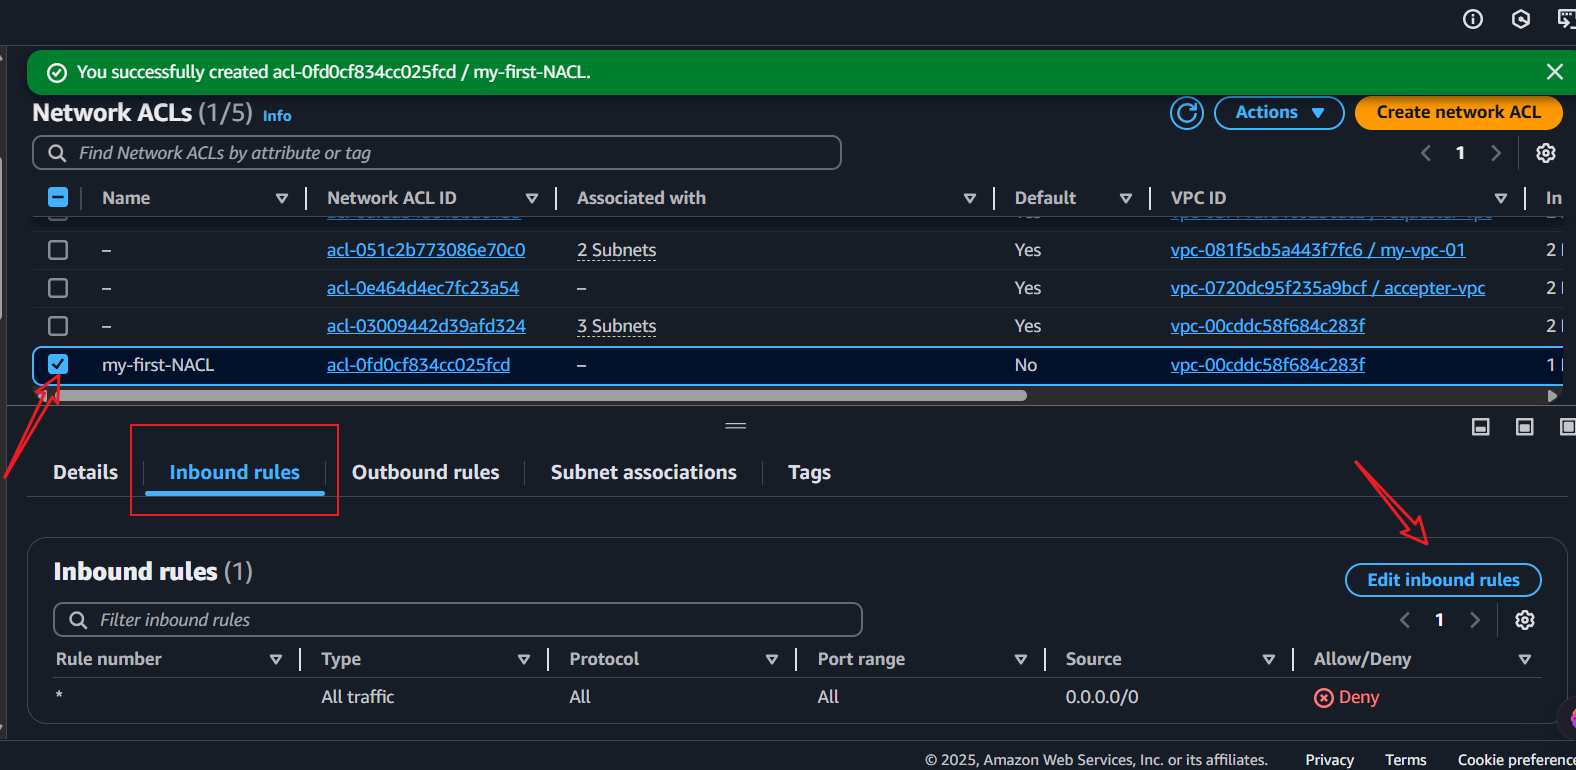 You successfully created acl-0fd0cf834cc025fcd / my-first-NACL.
Network ACLs (1/5) Info
Actions
Create network ACL
Find Network ACLs by attribute or tag
1
Name Network ACL ID Associated with Default VPC ID In
– acl-051c2b773086e70c0 2 Subnets Yes vpc-081f5cb5a443f7fc6 / my-vpc-01 2
– acl-0e464d4ec7fc23a54 – Yes vpc-0720dc95f235a9bcf / accepter-vpc 2
– acl-03009442d39afd324 3 Subnets Yes vpc-00cddc58f684c283f 2
my-first-NACL acl-0fd0cf834cc025fcd – No vpc-00cddc58f684c283f 1
Details Inbound rules Outbound rules Subnet associations Tags
Inbound rules (1)
Edit inbound rules
Filter inbound rules
1
Rule number Type Protocol Port range Source Allow/Deny
* All traffic All All 0.0.0.0/0 Deny
© 2025, Amazon Web Services, Inc. or its affiliates. Privacy Terms Cookie preference